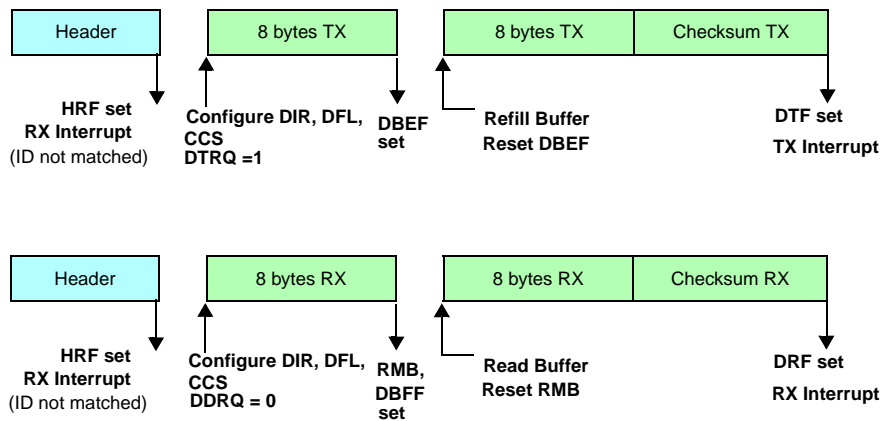 Header
8 bytes TX
8 bytes TX
Checksum TX
HRF set
RX Interrupt
(ID not matched)
Configure DIR, DFL,
CCS
DTRQ =1
DBEF
set
Refill Buffer
Reset DBEF
DTF set
TX Interrupt
Header
8 bytes RX
8 bytes RX
Checksum RX
HRF set
RX Interrupt
(ID not matched)
Configure DIR, DFL,
CCS
DDRQ = 0
RMB,
DBFF
set
Read Buffer
Reset RMB
DRF set
RX Interrupt